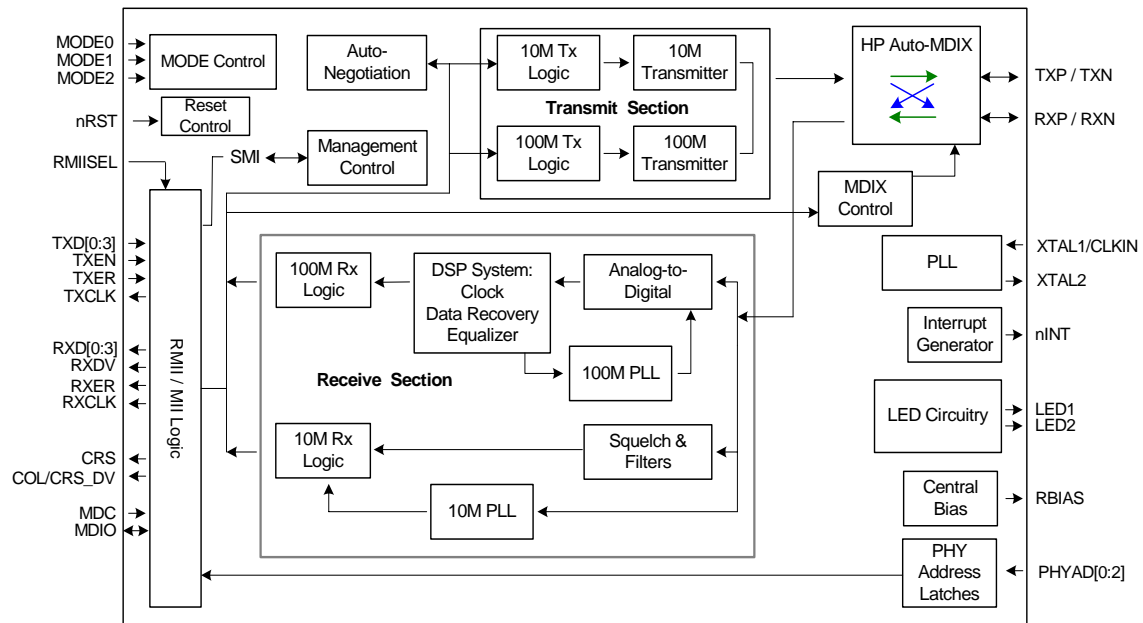 MODE0
MODE1
MODE2
MODE Control
nRST
Reset
Control
RMIISEL
SMI
Auto-
Negotiation
Management
Control
10M Tx
Logic
10M
Transmitter
Transmit Section
100M Tx
Logic
100M
Transmitter
HP Auto-MDIX
TXP / TXN
RXP / RXN
MDIX
Control
TXD[0:3]
TXEN
TXER
TXCLK
RXD[0:3]
RXDV
RXER
RXCLK
CRS
COL/CRS_DV
MDC
MDIO
RMII / MII Logic
100M Rx
Logic
DSP System:
Clock
Data Recovery
Equalizer
Analog-to-
Digital
100M PLL
Receive Section
10M Rx
Logic
Squelch &
Filters
10M PLL
PLL
XTAL1/CLKIN
XTAL2
Interrupt
Generator
nINT
LED Circuitry
LED1
LED2
Central
Bias
RBIAS
PHY
Address
Latches
PHYAD[0:2]